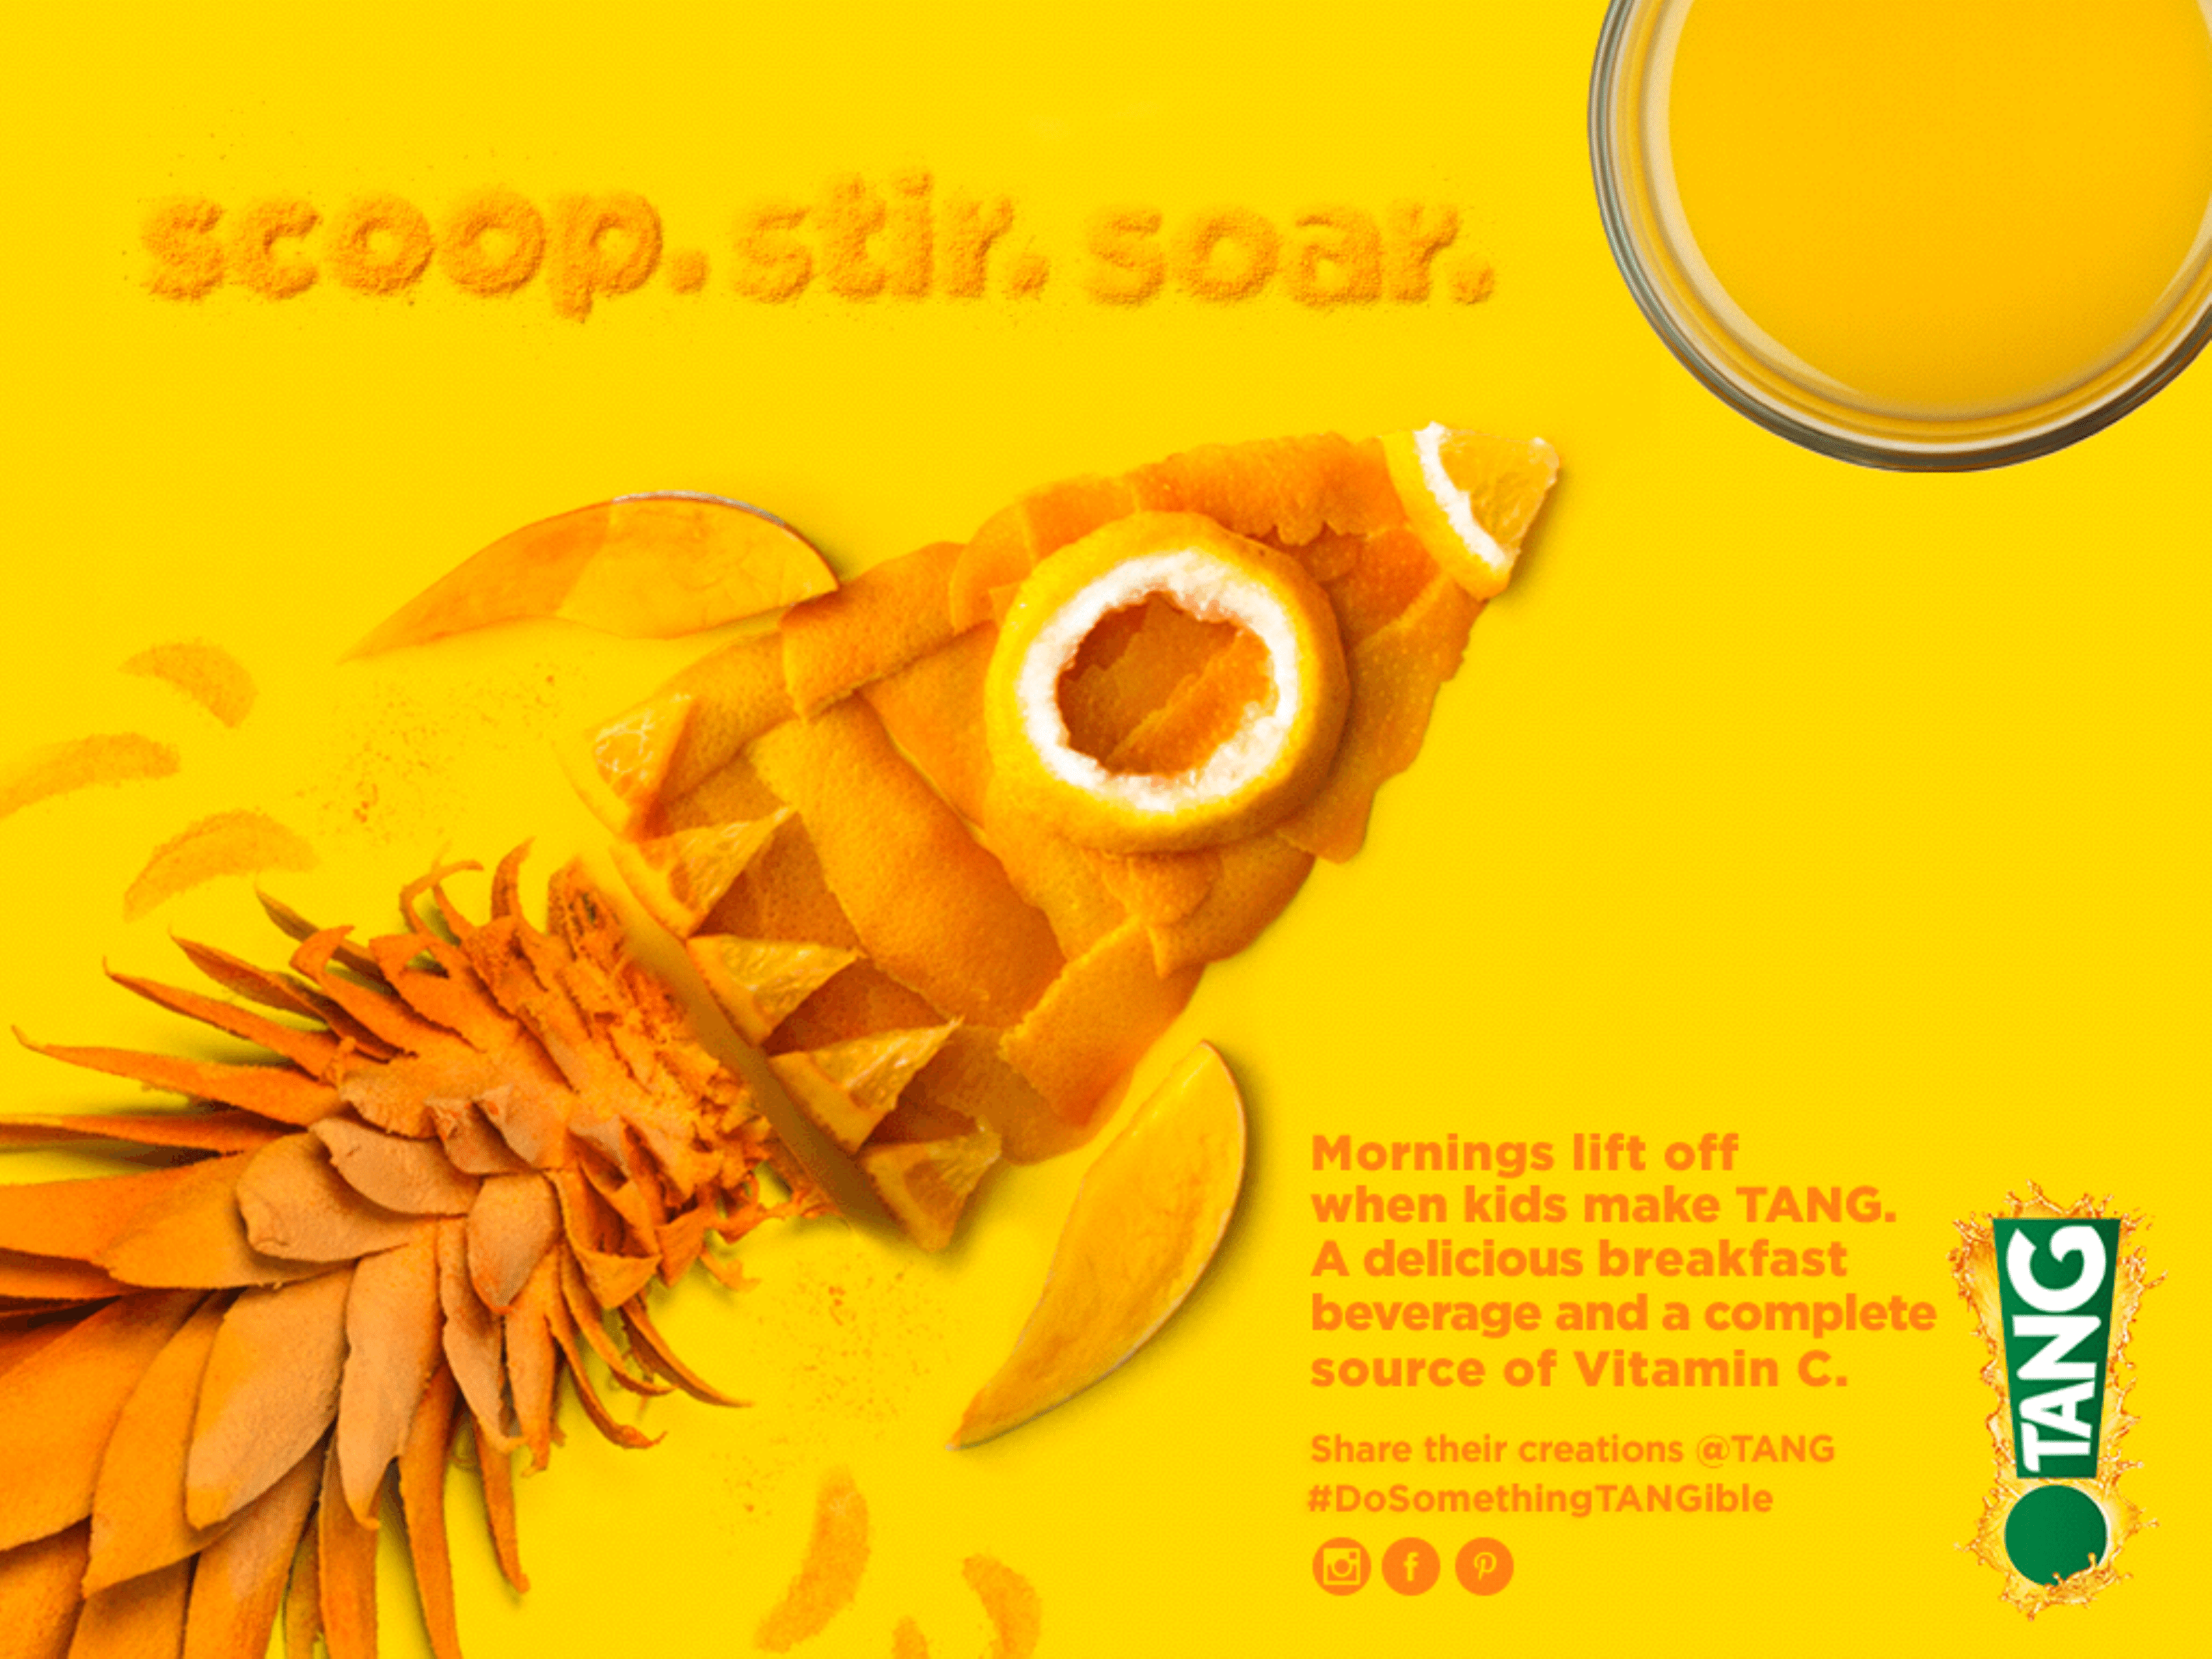 scoop. stir. soar.
Mornings lift off
when kids make TANG.
A delicious breakfast
beverage and a complete
source of Vitamin C.
Share their creations @TANG
#DoSomethingTANGible
TANG